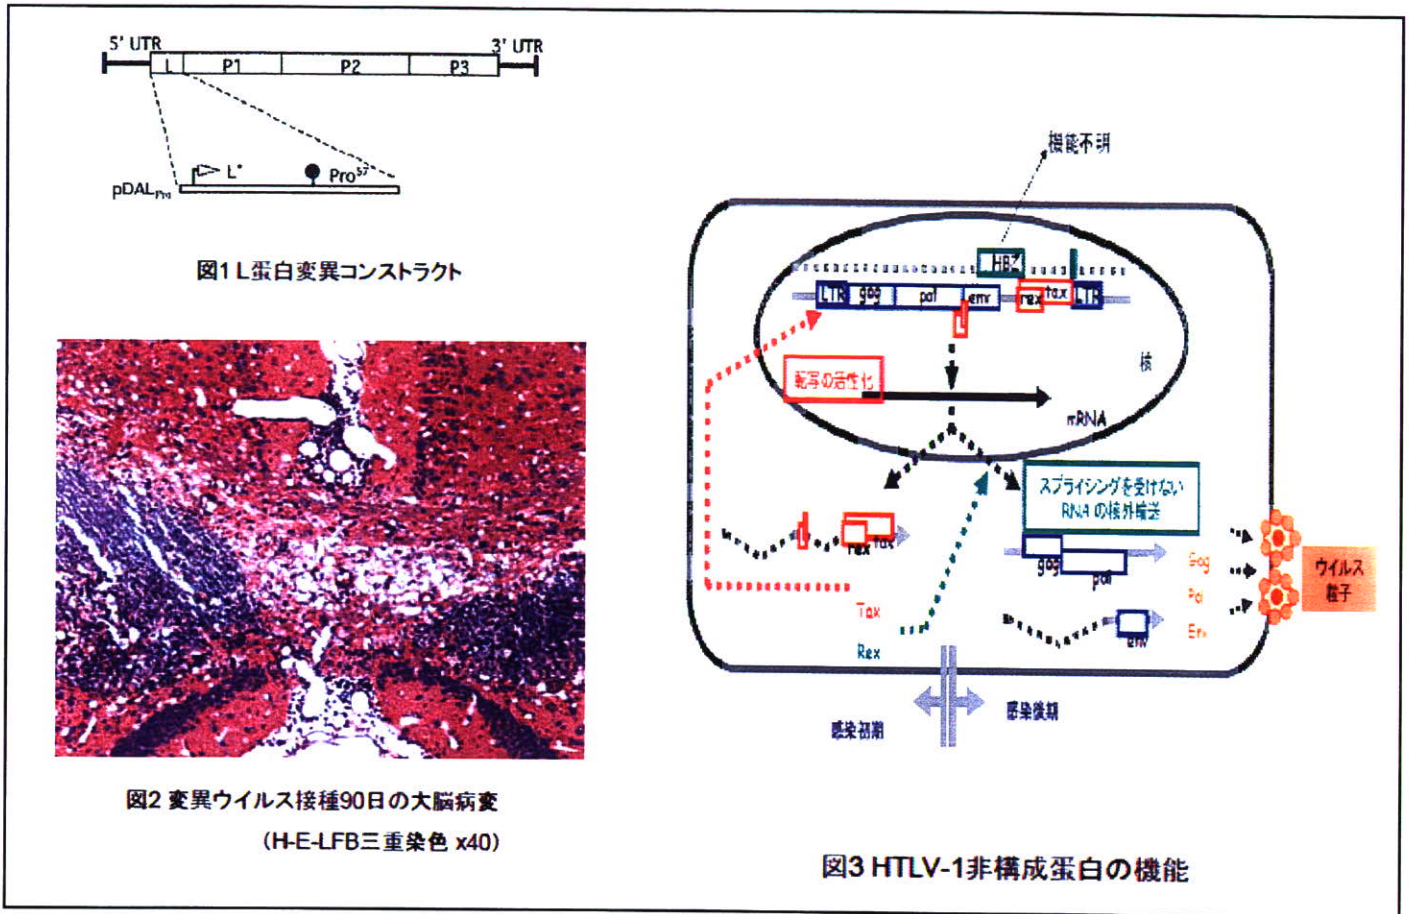 5' UTR
3' UTR
L
P1
P2
P3
L*
Pro57
pDALPro
図1 L蛋白変異コンストラクト
図2 変異ウイルス接種90日の大脳病変
(H-E-LFB三重染色 x40)
機能不明
HBZ
LTR
gag
pol
env
rex
tax
LTR
核
転写の活性化
mRNA
スプライシングを受けない
RNAの核外輸送
rex
tax
gag
pol
env
Gag
Pol
Env
ウイルス
粒子
Tax
Rex
感染初期
感染後期
図3 HTLV-1非構成蛋白の機能